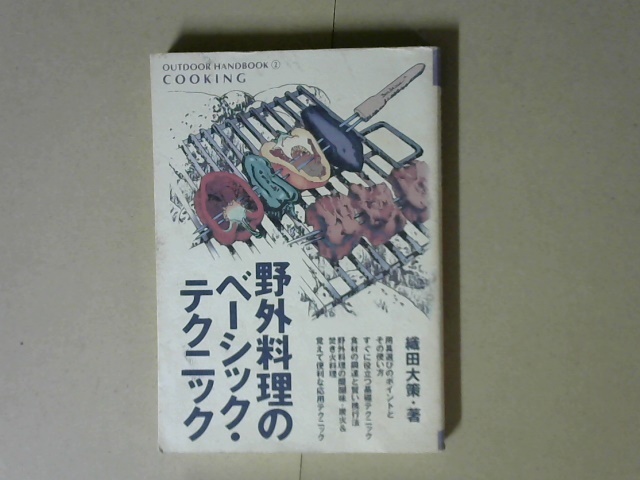 OUTDOOR HANDBOOK②
COOKING
野外料理の
ベーシック・
テクニック
織田大策・著
用具選びのポイントと
その使い方
すぐに役立つ基礎テクニック
食材の調達と賢い携行法
野外料理の醍醐味・炭火&
焚き火料理
覚えて便利な応用テクニック